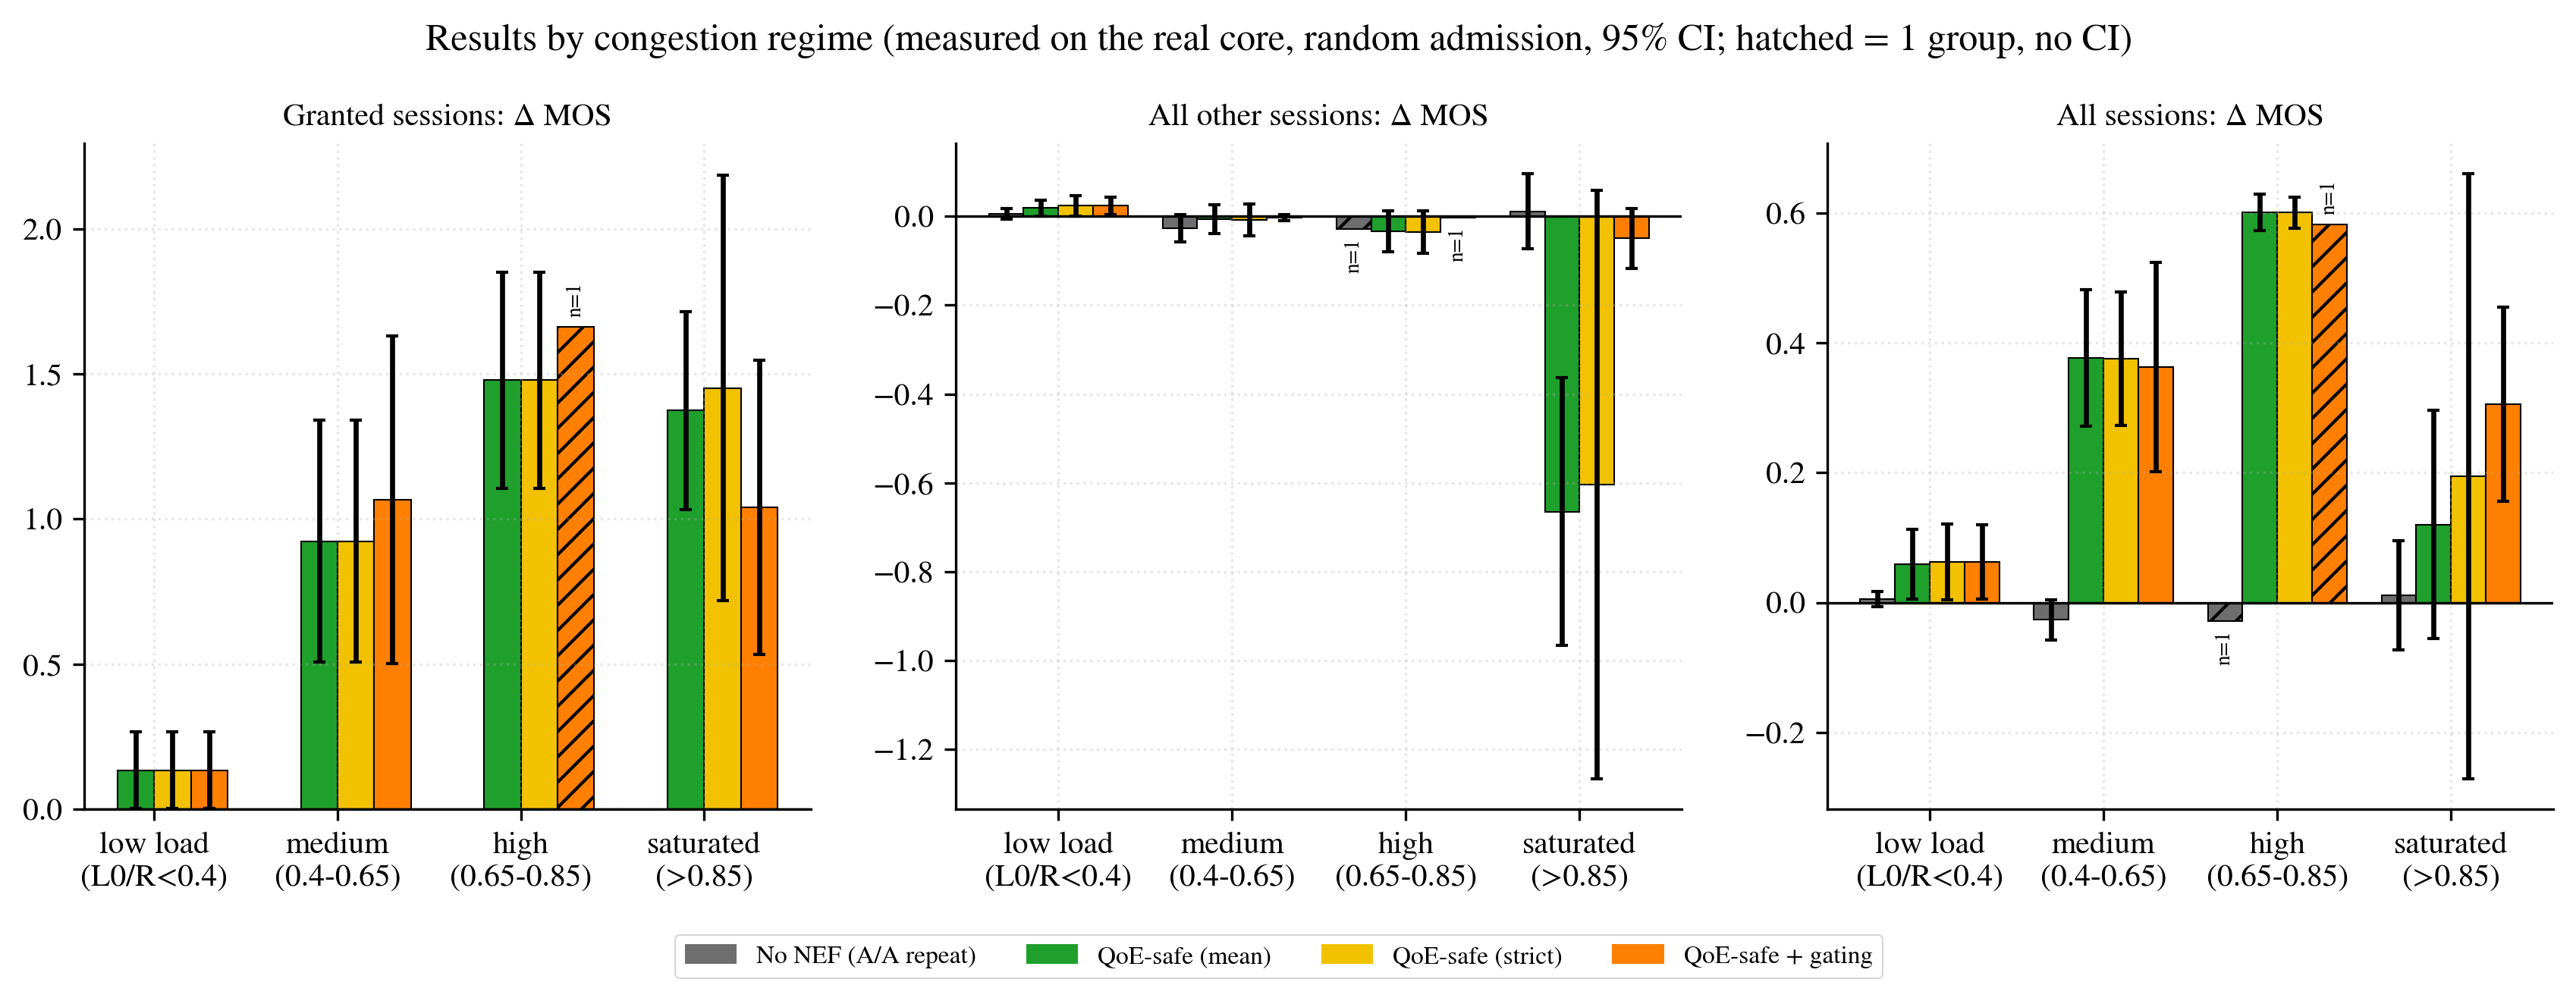 Results by congestion regime (measured on the real core, random admission, 95% CI; hatched = 1 group, no CI)
Granted sessions: Δ MOS
2.0
1.5
1.0
0.5
0.0
n=1
low load
(L0/R<0.4)
medium
(0.4-0.65)
high
(0.65-0.85)
saturated
(>0.85)
All other sessions: Δ MOS
0.0
−0.2
−0.4
−0.6
−0.8
−1.0
−1.2
n=1
n=1
low load
(L0/R<0.4)
medium
(0.4-0.65)
high
(0.65-0.85)
saturated
(>0.85)
All sessions: Δ MOS
0.6
0.4
0.2
0.0
−0.2
n=1
n=1
low load
(L0/R<0.4)
medium
(0.4-0.65)
high
(0.65-0.85)
saturated
(>0.85)
No NEF (A/A repeat)
QoE-safe (mean)
QoE-safe (strict)
QoE-safe + gating